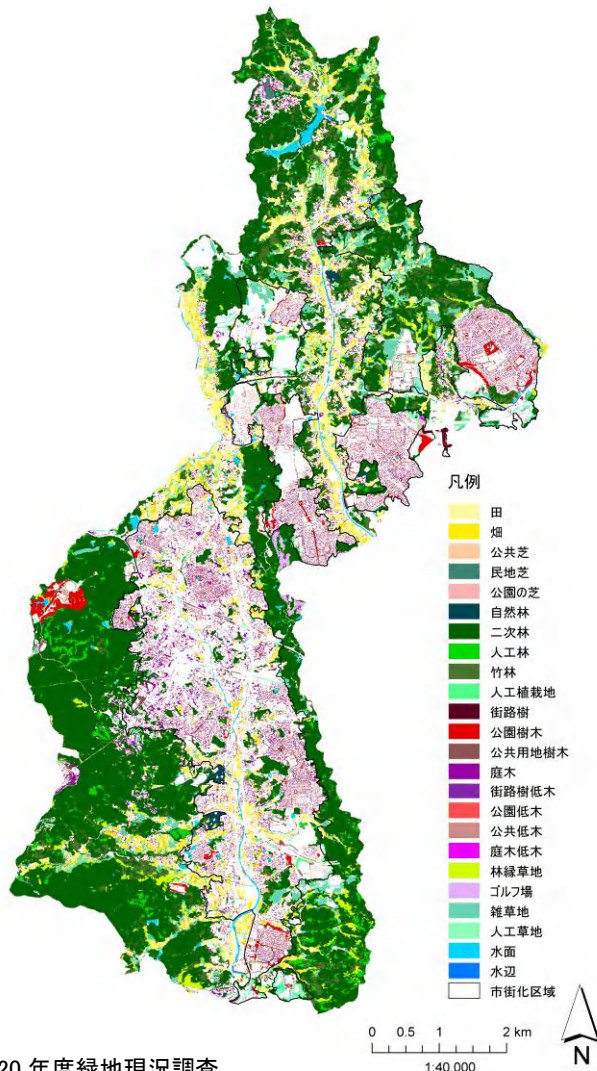 凡例
田
畑
公共芝
民地芝
公園の芝
自然林
二次林
人工林
竹林
人工植栽地
街路樹
公園樹木
公共用地樹木
庭木
街路樹低木
公園低木
公共低木
庭木低木
林縁草地
ゴルフ場
雑草地
人工草地
水面
水辺
市街化区域
0 0.5 1 2 km
1:40,000
N
20 年度緑地現況調査